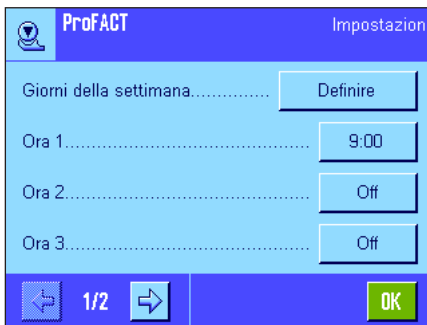 ProFACT Impostazion
Giorni della settimana............... Definire
Ora 1.............................................. 9:00
Ora 2.............................................. Off
Ora 3.............................................. Off
1/2 OK